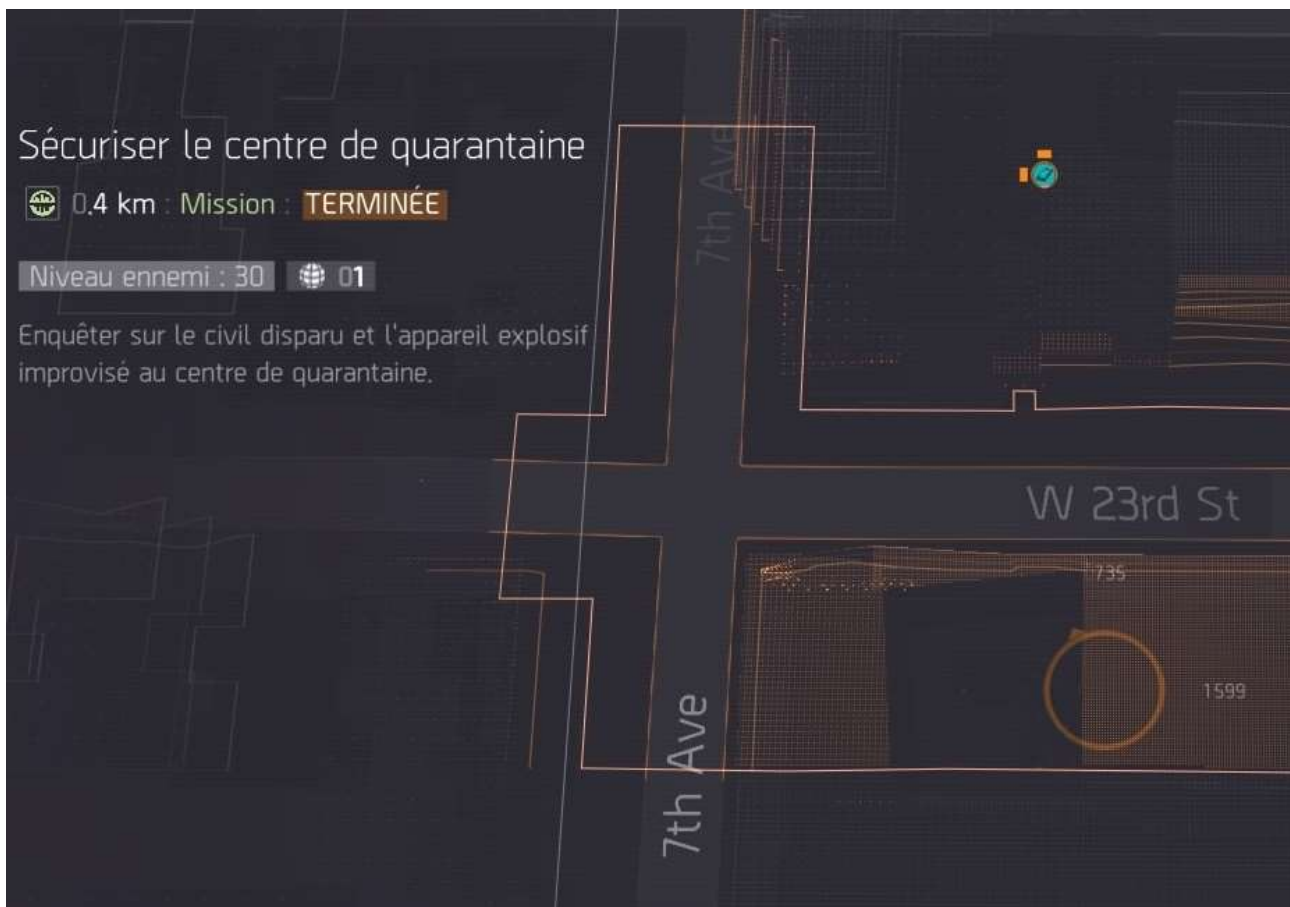 Sécuriser le centre de quarantaine
0.4 km : Mission : TERMINÉE
Niveau ennemi : 30
01
Enquêter sur le civil disparu et l'appareil explosif
improvisé au centre de quarantaine.
7th Ave
W 23rd St
735
1599
7th Ave